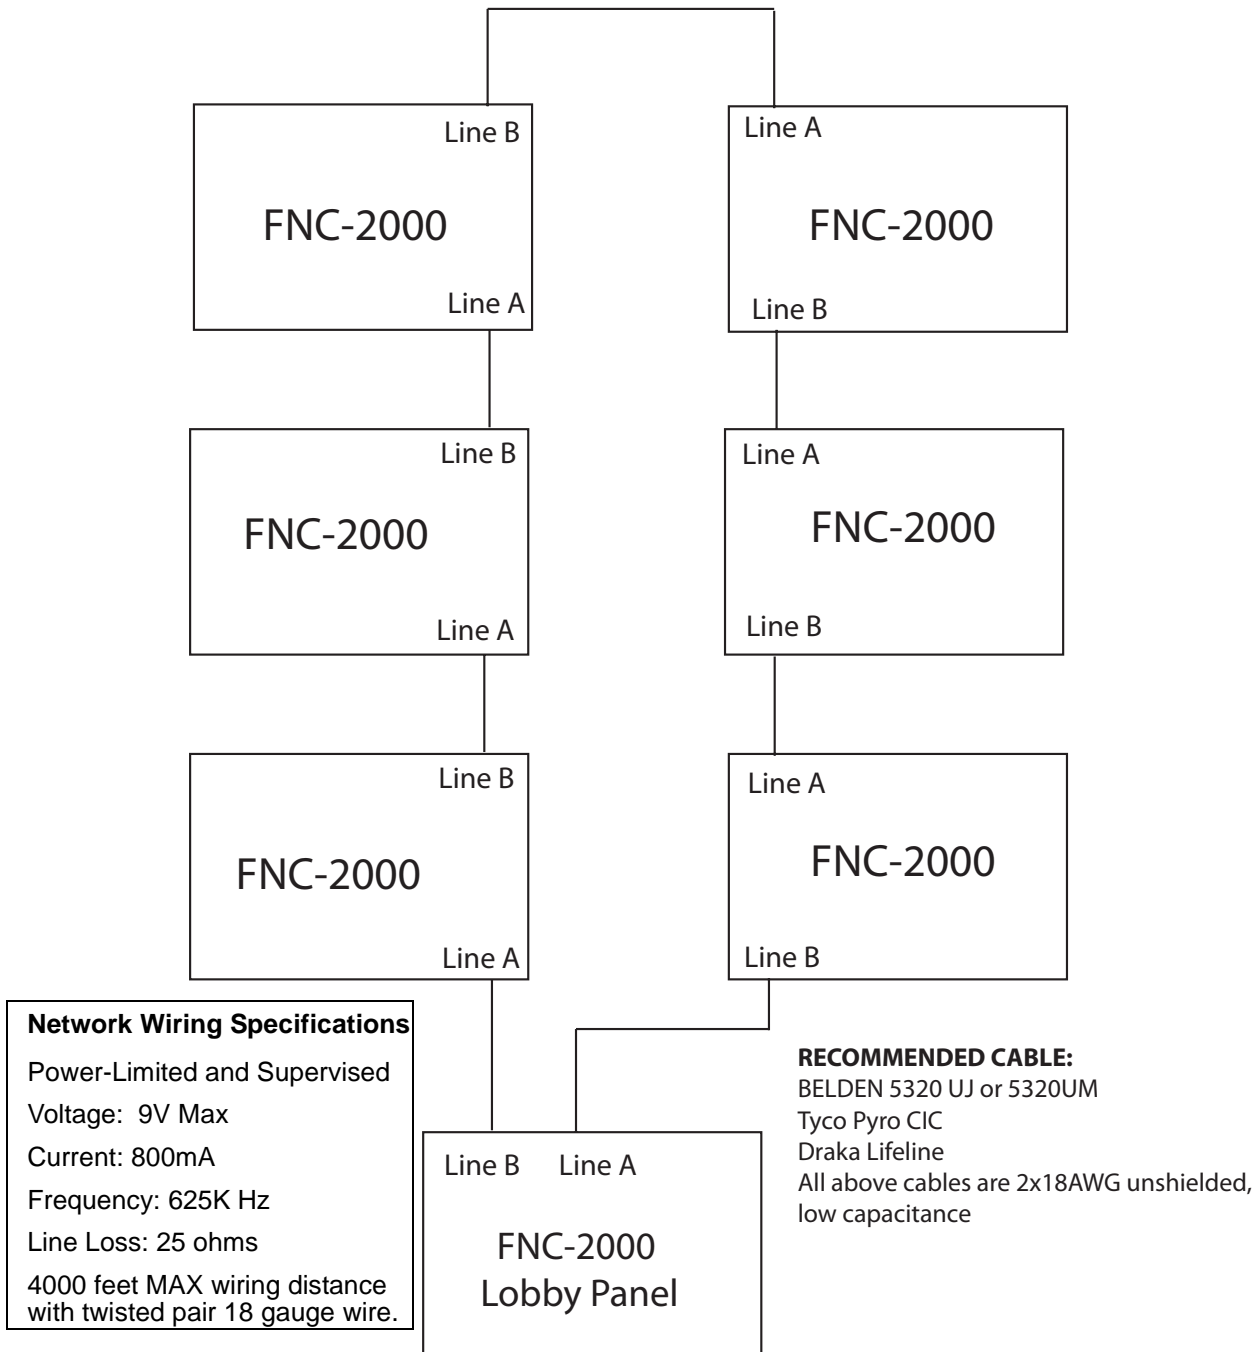 Line B
FNC-2000
Line A
Line A
FNC-2000
Line B
Line B
FNC-2000
Line A
Line A
FNC-2000
Line B
Line B
FNC-2000
Line A
Line A
FNC-2000
Line B
Network Wiring Specifications
Power-Limited and Supervised
Voltage: 9V Max
Current: 800mA
Frequency: 625K Hz
Line Loss: 25 ohms
4000 feet MAX wiring distance
with twisted pair 18 gauge wire.
Line B Line A
FNC-2000
Lobby Panel
RECOMMENDED CABLE:
BELDEN 5320 UJ or 5320UM
Tyco Pyro CIC
Draka Lifeline
All above cables are 2x18AWG unshielded,
low capacitance